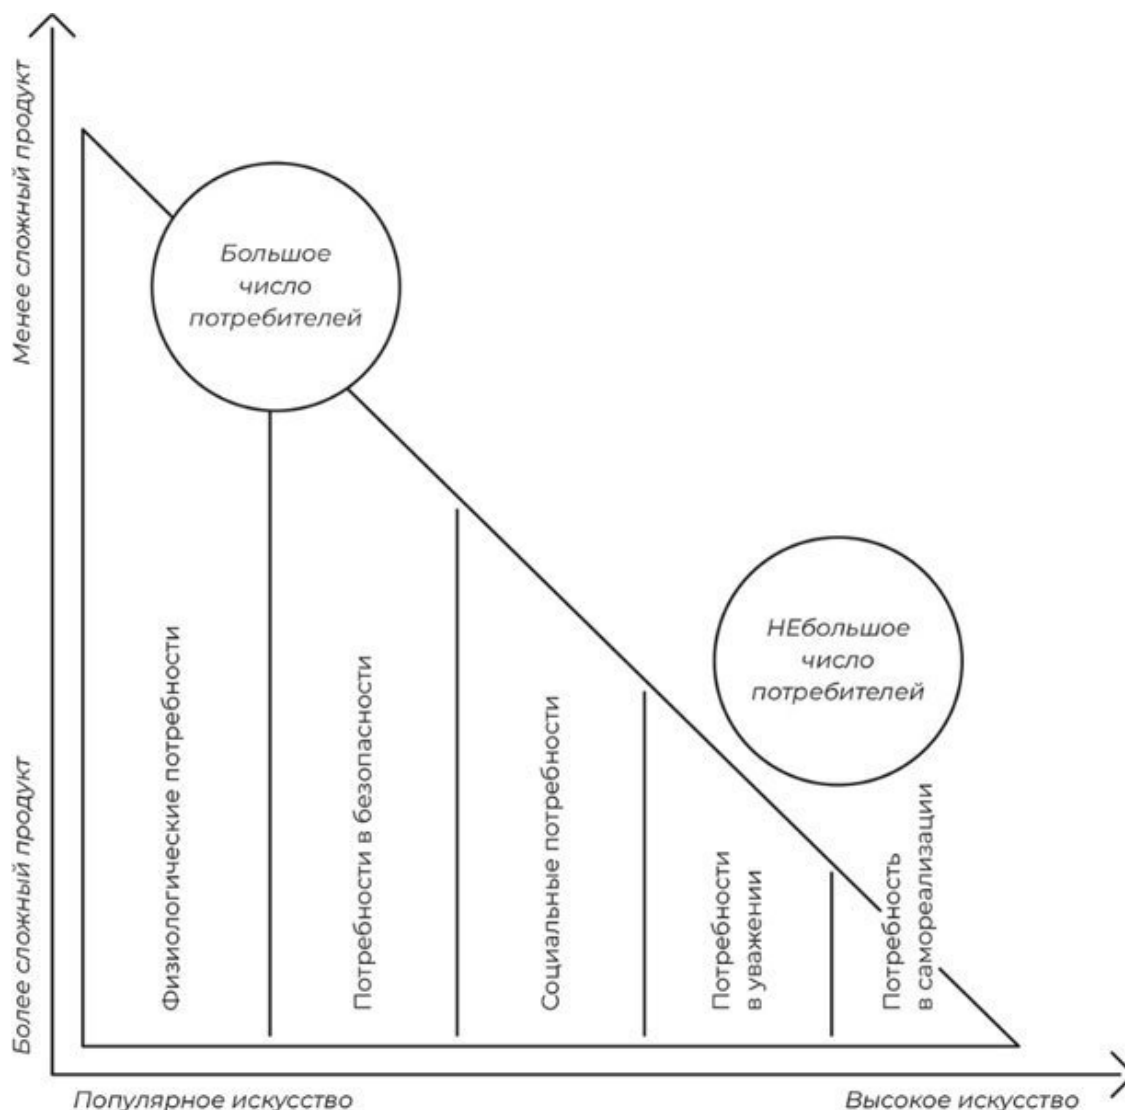 Менее сложный продукт
Более сложный продукт
Большое
число
потребителей
НЕбольшое
число
потребителей
Физиологические потребности
Потребности в безопасности
Социальные потребности
Потребности
в уважении
Потребность
в самореализации
Популярное искусство
Высокое искусство